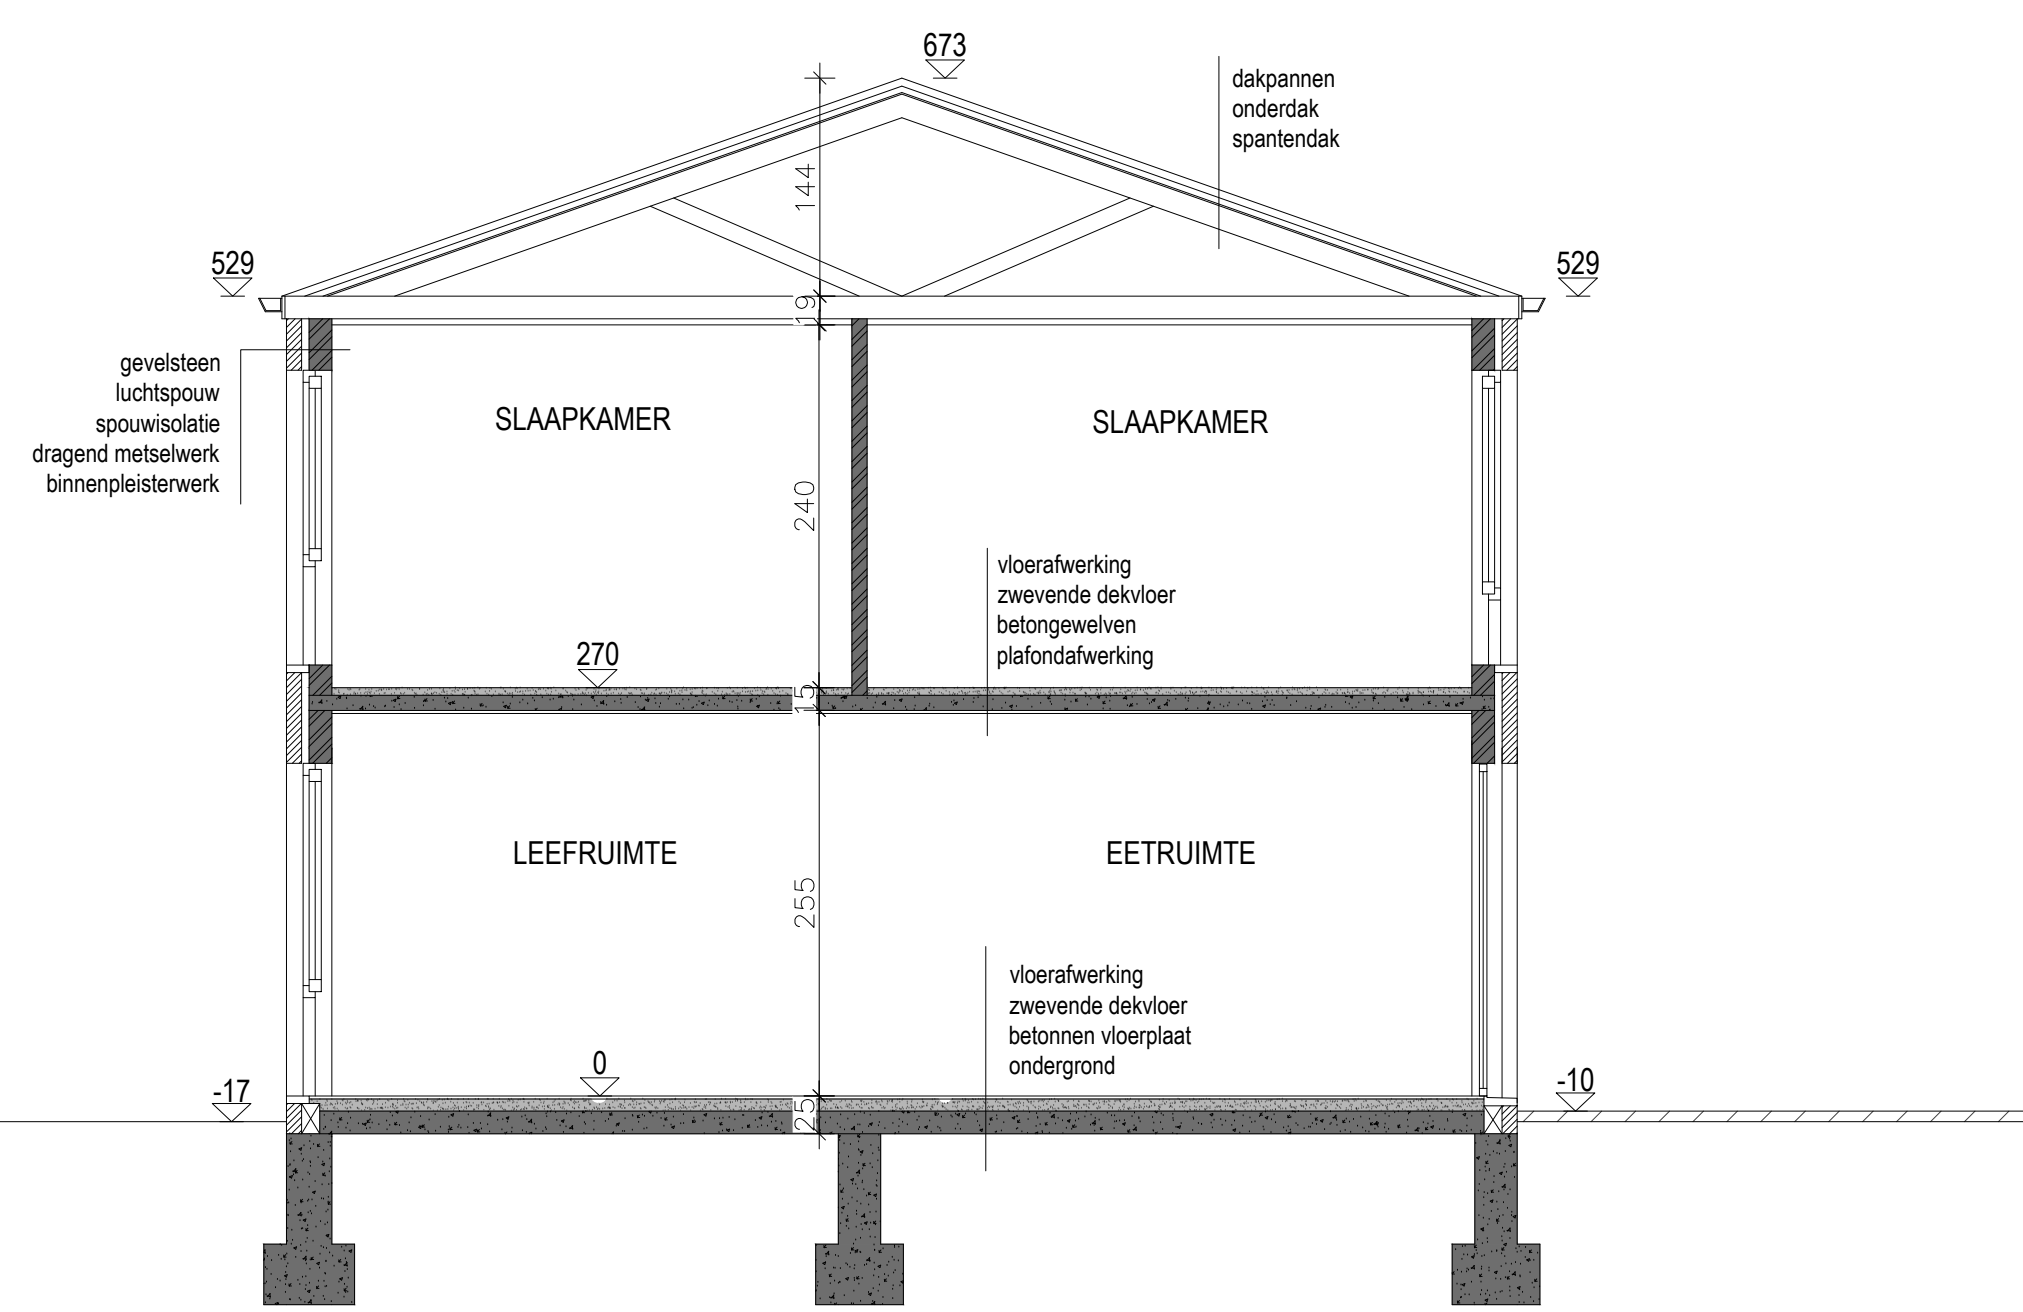 673
dakpannen
onderdak
spantendak
144
529
529
19
gevelsteen
luchtspouw
spouwisolatie
dragend metselwerk
binnenpleisterwerk
SLAAPKAMER
SLAAPKAMER
240
vloerafwerking
zwevende dekvloer
betongewelven
plafondafwerking
270
15
LEEFRUIMTE
EETRUIMTE
255
vloerafwerking
zwevende dekvloer
betonnen vloerplaat
ondergrond
0
-17
-10
25